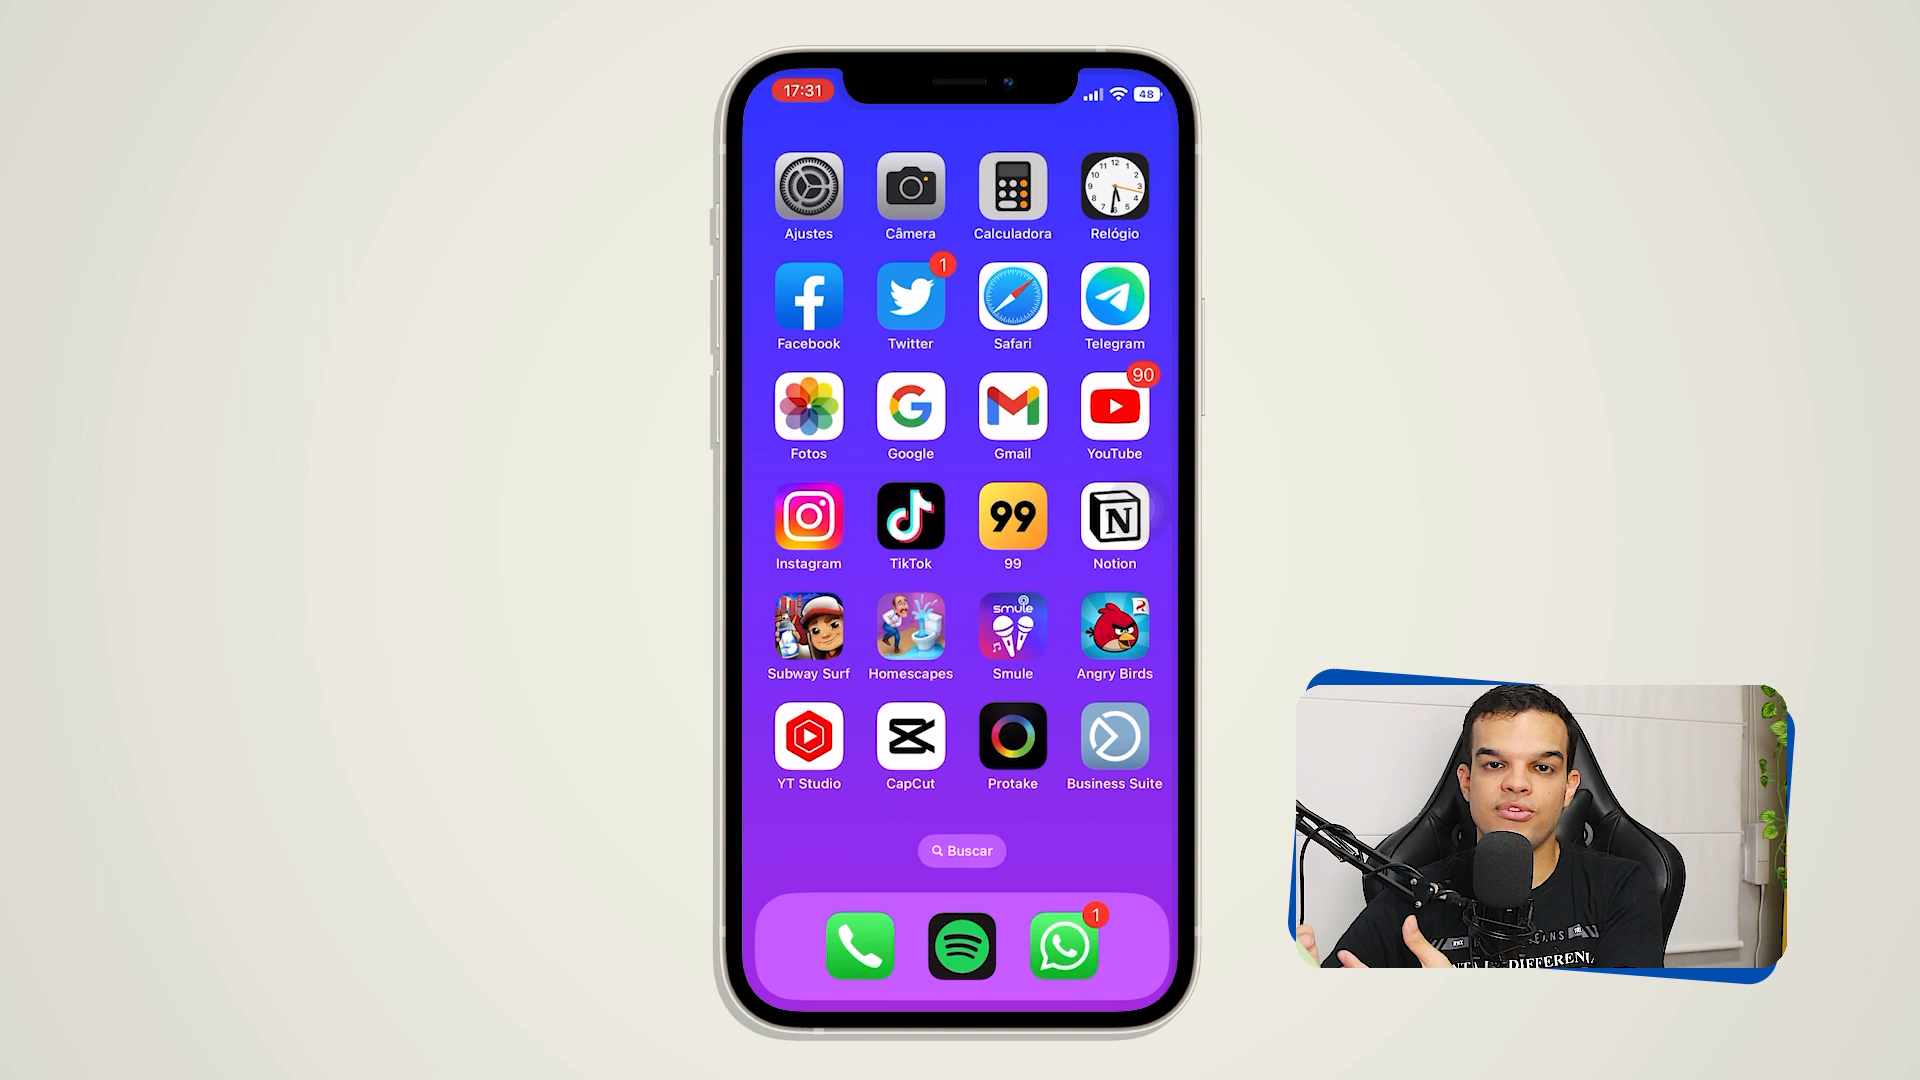 17:31
48
Ajustes
Câmera
Calculadora
Relógio
Facebook
1
Twitter
Safari
Telegram
Fotos
Google
Gmail
90
YouTube
Instagram
TikTok
99
99
N
Notion
Subway Surf
Homescapes
smule
Smule
Angry Birds
YT Studio
CapCut
Protake
Business Suite
Buscar
1
DIFFEREN